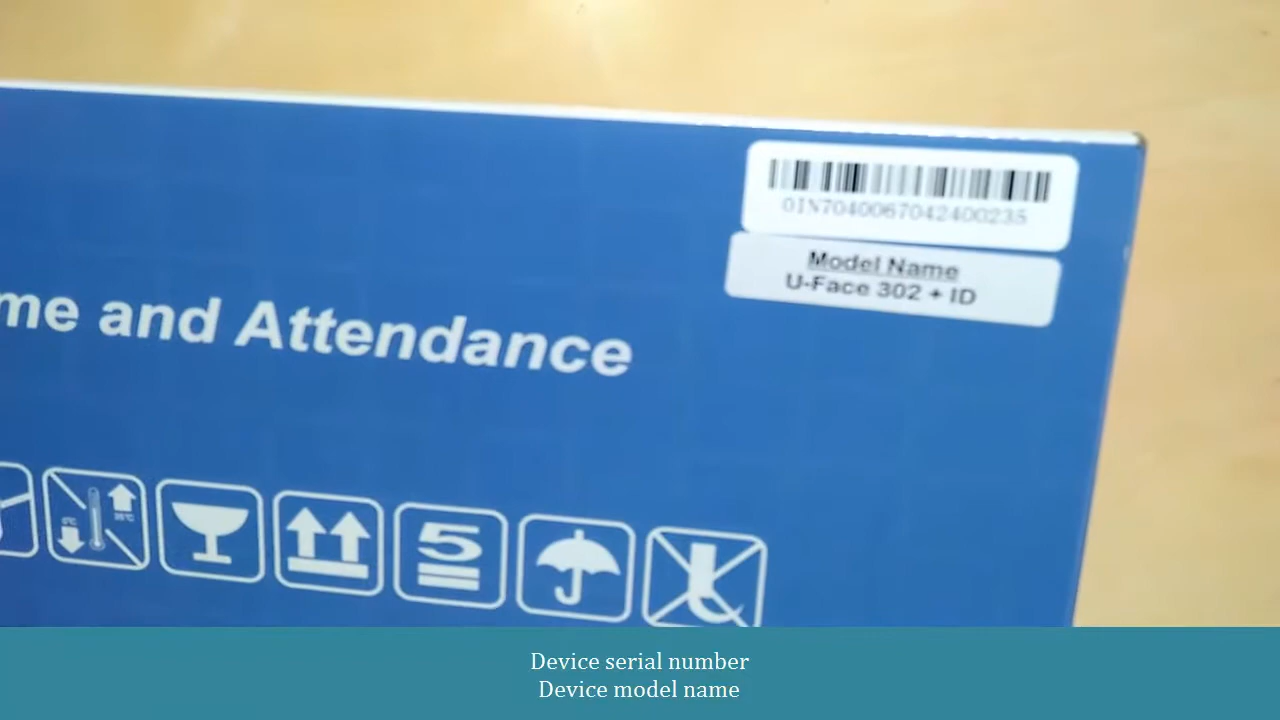 0IN7040067042400235
Model Name
U-Face 302 + ID
me and Attendance
5
Device serial number
Device model name